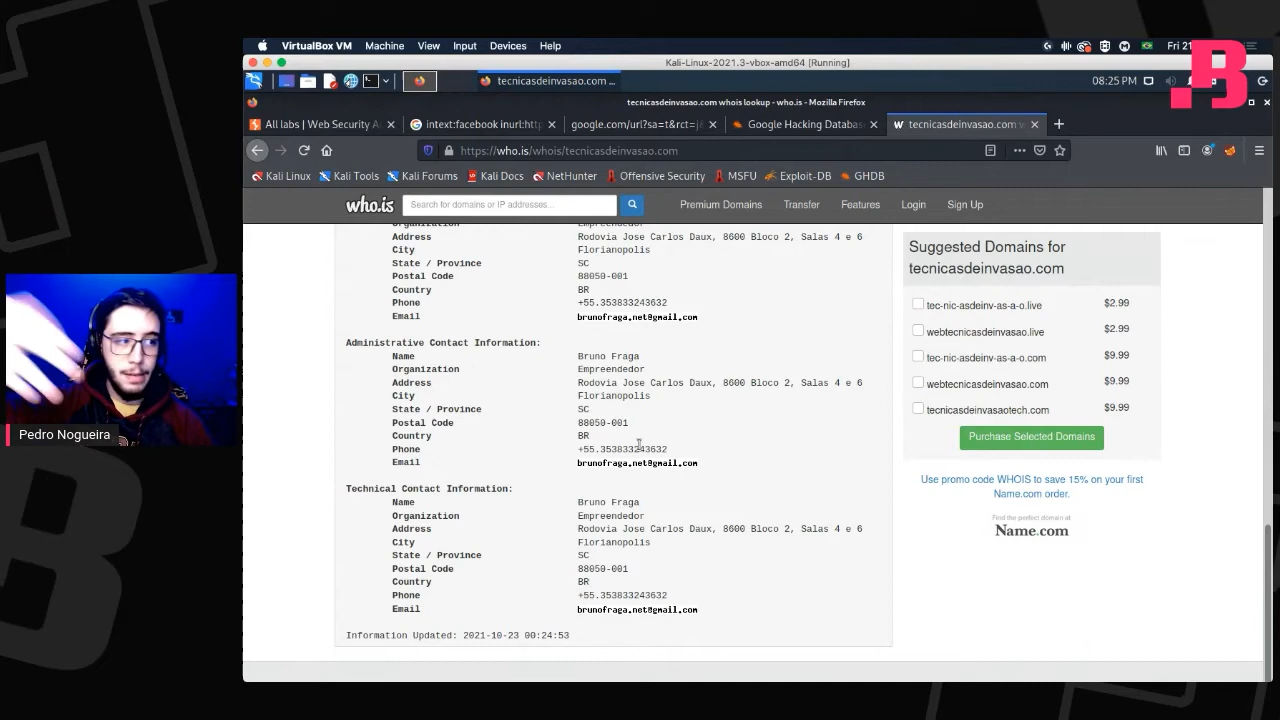 VirtualBox VM Machine View Input Devices Help
Fri 21
Kali-Linux-2021.3-vbox-amd64 [Running]
tecnicasdeinvasao.com ...
08:25 PM
tecnicasdeinvasao.com whois lookup - who.is - Mozilla Firefox
All labs | Web Security A
intext:facebook inurl:http
google.com/url?sa=t&rct=j&
Google Hacking Databas
tecnicasdeinvasao.com w
https://who.is/whois/tecnicasdeinvasao.com
Kali Linux Kali Tools Kali Forums Kali Docs NetHunter Offensive Security MSFU Exploit-DB GHDB
who.is Search for domains or IP addresses... Premium Domains Transfer Features Login Sign Up
Organization Empreendedor
Address Rodovia Jose Carlos Daux, 8600 Bloco 2, Salas 4 e 6
City Florianopolis
State / Province SC
Postal Code 88050-001
Country BR
Phone +55.353833243632
Email brunofraga.net@gmail.com
Administrative Contact Information:
Name Bruno Fraga
Organization Empreendedor
Address Rodovia Jose Carlos Daux, 8600 Bloco 2, Salas 4 e 6
City Florianopolis
State / Province SC
Postal Code 88050-001
Country BR
Phone +55.353833243632
Email brunofraga.net@gmail.com
Technical Contact Information:
Name Bruno Fraga
Organization Empreendedor
Address Rodovia Jose Carlos Daux, 8600 Bloco 2, Salas 4 e 6
City Florianopolis
State / Province SC
Postal Code 88050-001
Country BR
Phone +55.353833243632
Email brunofraga.net@gmail.com
Information Updated: 2021-10-23 00:24:53
Suggested Domains for
tecnicasdeinvasao.com
tec-nic-asdeinv-as-a-o.live $2.99
webtecnicasdeinvasao.live $2.99
tec-nic-asdeinv-as-a-o.com $9.99
webtecnicasdeinvasao.com $9.99
tecnicasdeinvasaotech.com $9.99
Purchase Selected Domains
Use promo code WHOIS to save 15% on your first
Name.com order.
Find the perfect domain at
Name.com
Pedro Nogueira
.B